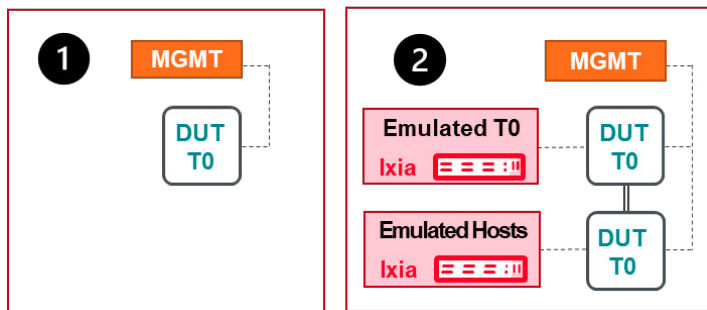 1
MGMT
DUT
T0
2
MGMT
Emulated T0
Ixia
DUT
T0
Emulated Hosts
Ixia
DUT
T0